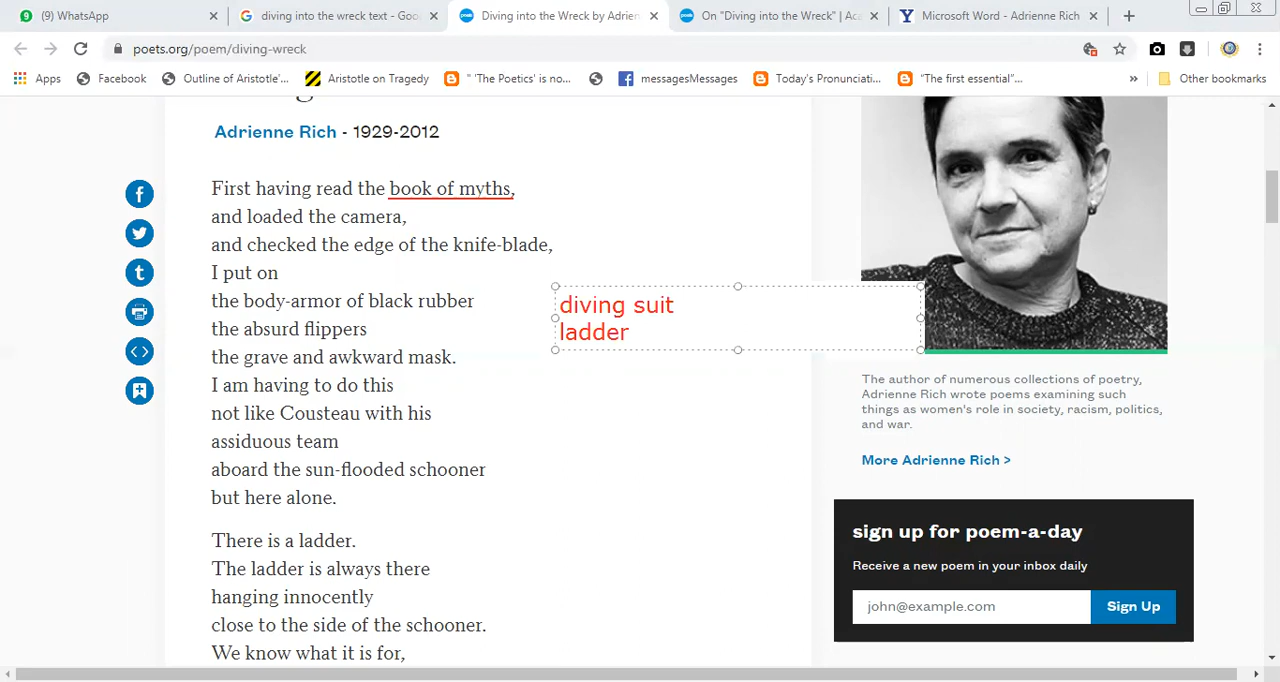 (9) WhatsApp
diving into the wreck text - Goo
Diving into the Wreck by Adrien
On "Diving into the Wreck" | Aca
Microsoft Word - Adrienne Rich
poets.org/poem/diving-wreck
Apps
Facebook
Outline of Aristotle'...
Aristotle on Tragedy
" 'The Poetics' is no...
messagesMessages
Today's Pronunciati...
"The first essential"...
Other bookmarks
Adrienne Rich - 1929-2012
First having read the book of myths,
and loaded the camera,
and checked the edge of the knife-blade,
I put on
the body-armor of black rubber
the absurd flippers
the grave and awkward mask.
I am having to do this
not like Cousteau with his
assiduous team
aboard the sun-flooded schooner
but here alone.
There is a ladder.
The ladder is always there
hanging innocently
close to the side of the schooner.
We know what it is for,
diving suit
ladder
The author of numerous collections of poetry,
Adrienne Rich wrote poems examining such
things as women's role in society, racism, politics,
and war.
More Adrienne Rich >
sign up for poem-a-day
Receive a new poem in your inbox daily
john@example.com
Sign Up